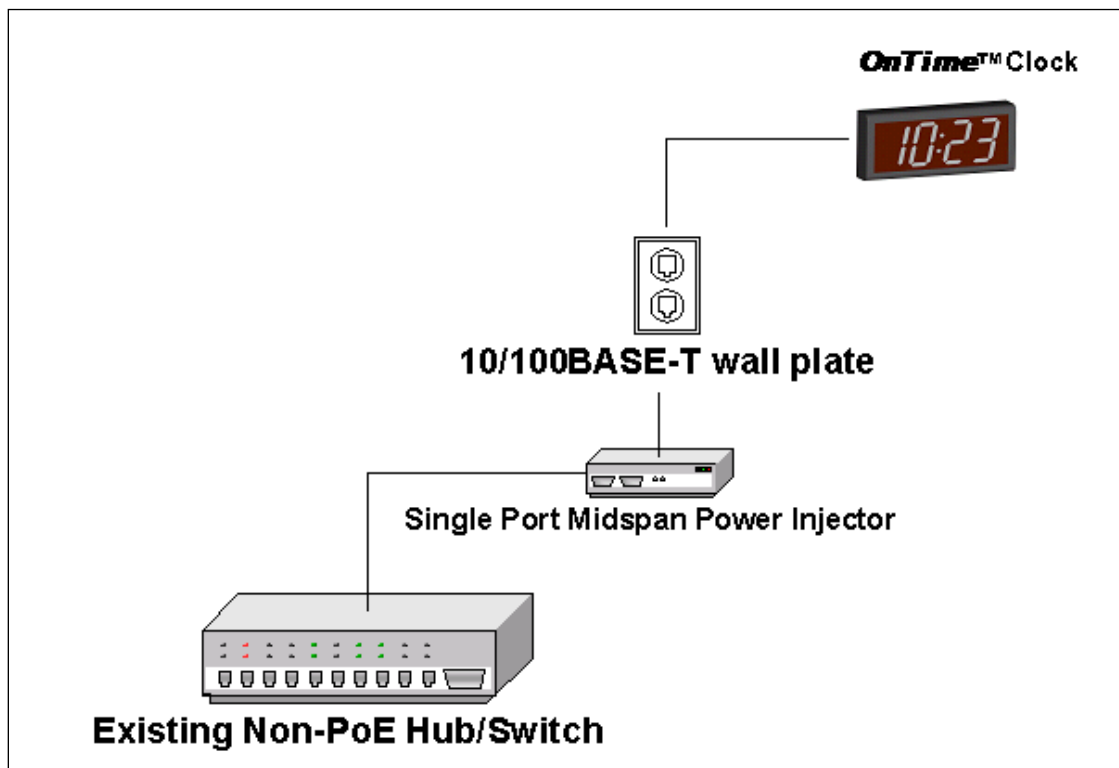 OnTime™ Clock
10:23
10/100BASE-T wall plate
Single Port Midspan Power Injector
Existing Non-PoE Hub/Switch